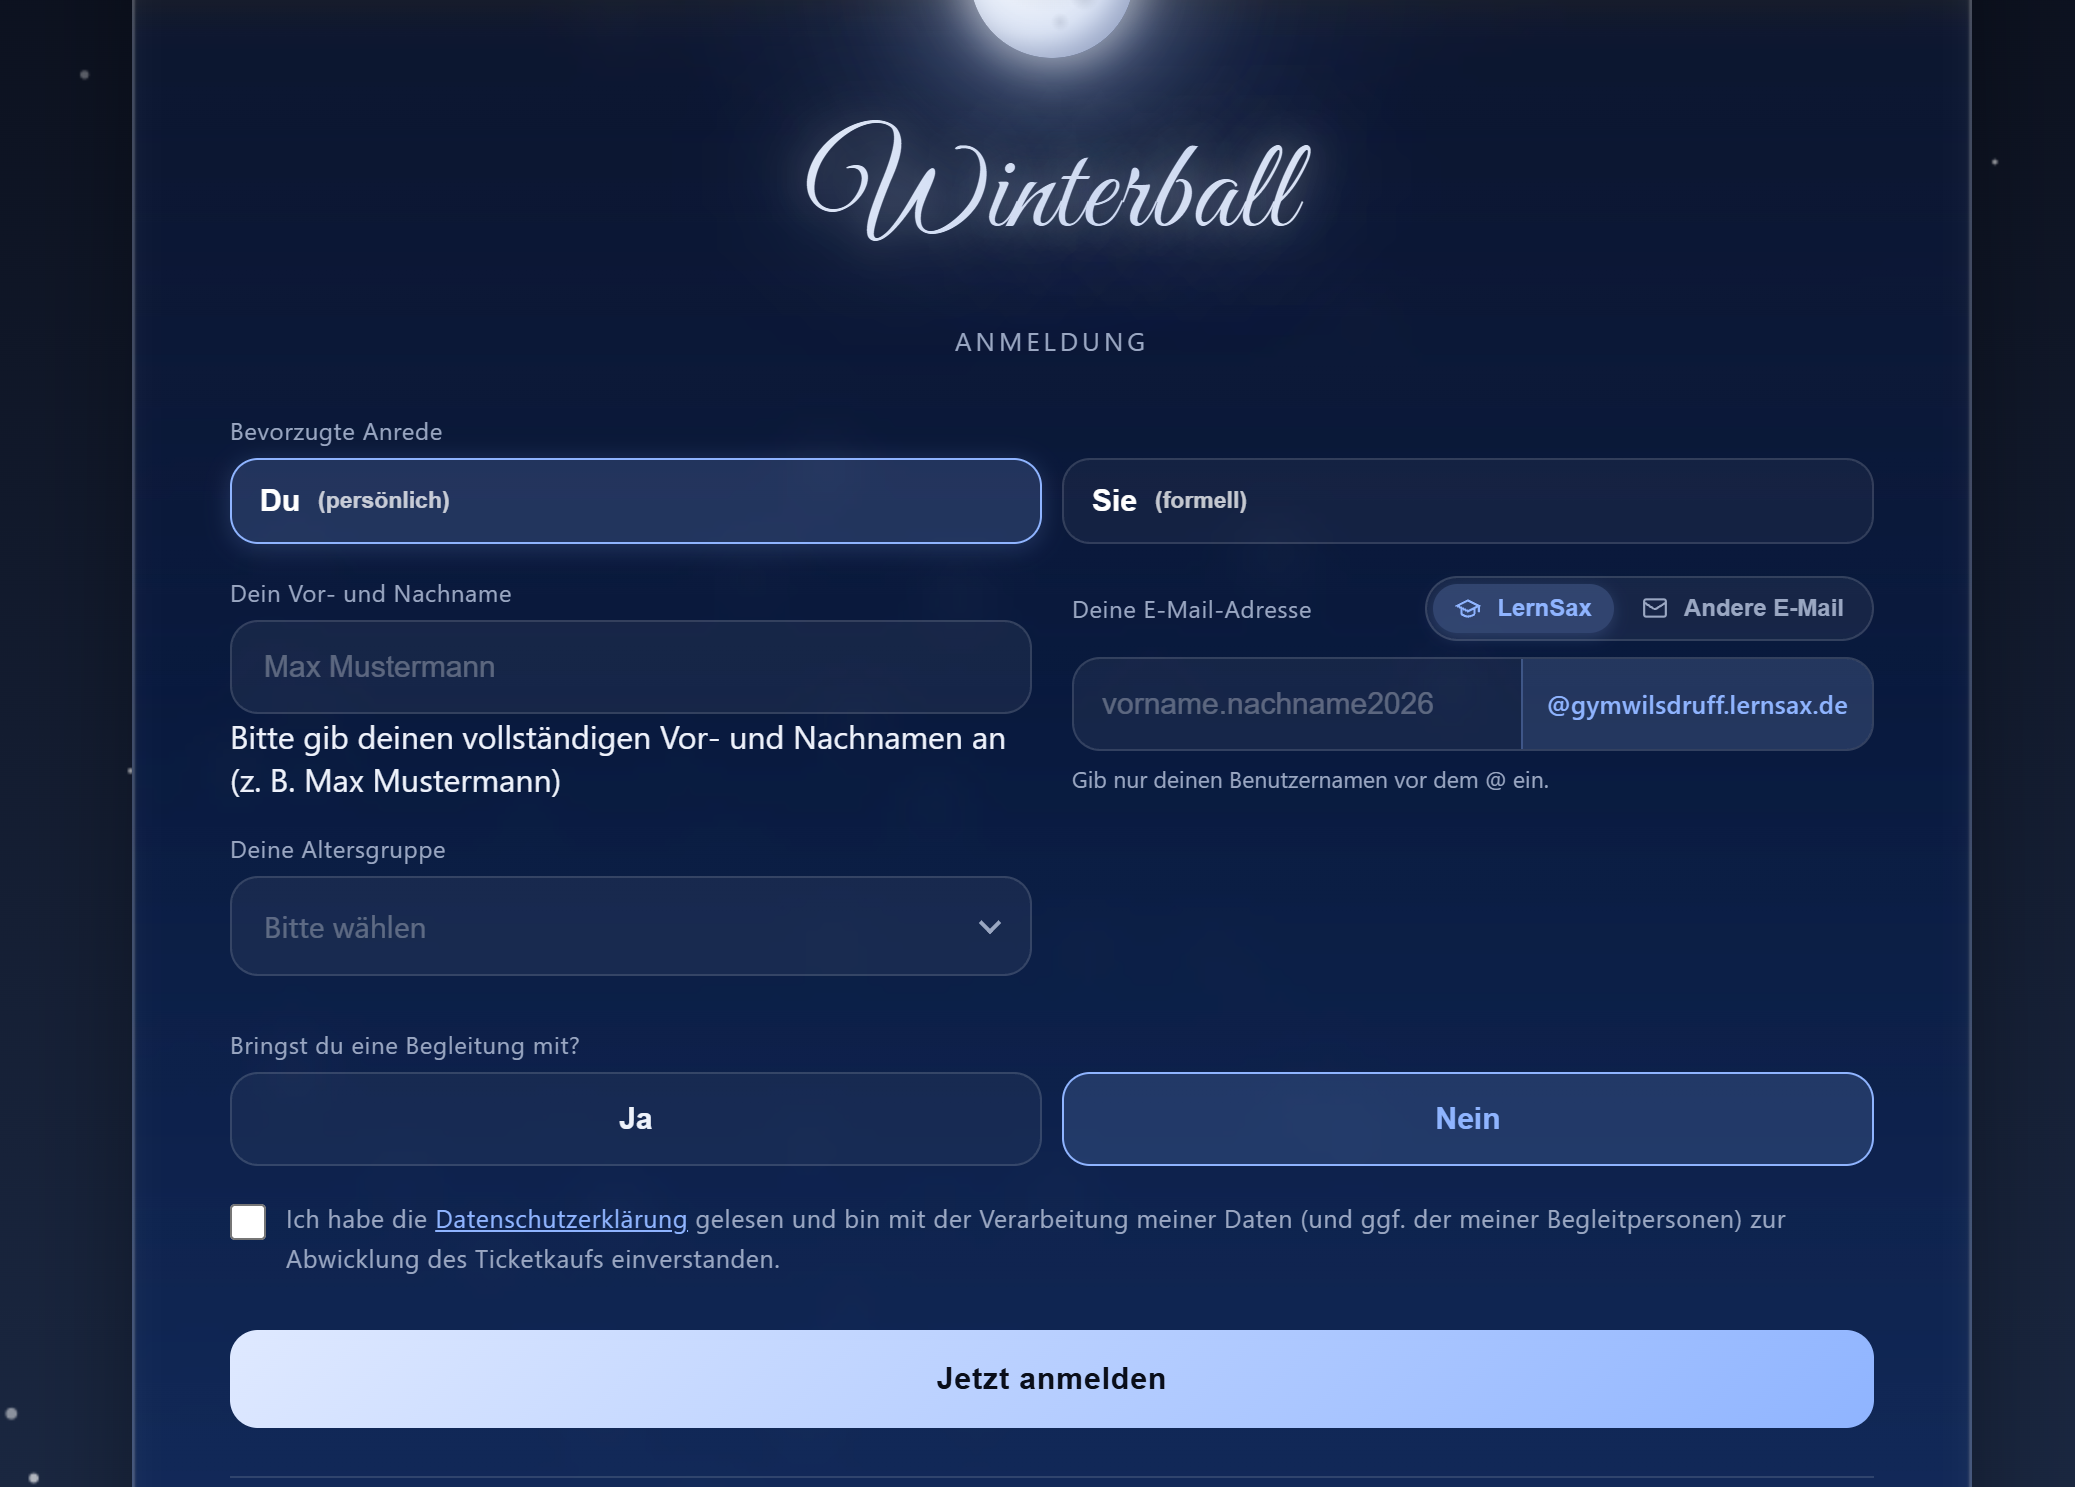 Winterball
ANMELDUNG
Bevorzugte Anrede
Du (persönlich)
Sie (formell)
Dein Vor- und Nachname
Max Mustermann
Bitte gib deinen vollständigen Vor- und Nachnamen an
(z. B. Max Mustermann)
Deine E-Mail-Adresse
LernSax
Andere E-Mail
vorname.nachname2026
@gymwilsdruff.lernsax.de
Gib nur deinen Benutzernamen vor dem @ ein.
Deine Altersgruppe
Bitte wählen
Bringst du eine Begleitung mit?
Ja
Nein
Ich habe die Datenschutzerklärung gelesen und bin mit der Verarbeitung meiner Daten (und ggf. der meiner Begleitpersonen) zur
Abwicklung des Ticketkaufs einverstanden.
Jetzt anmelden